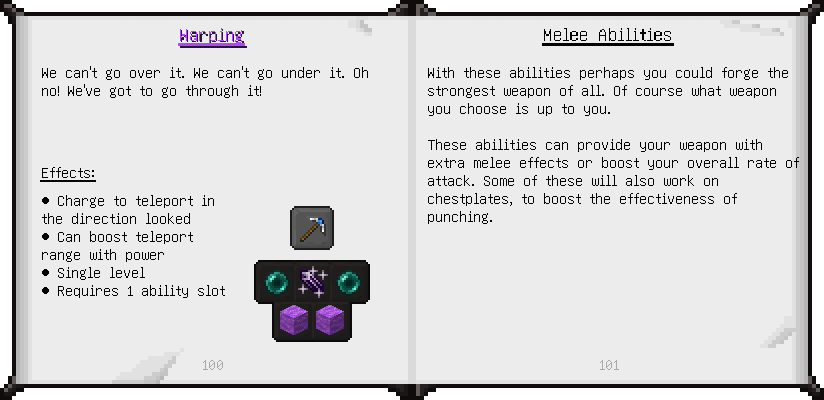 Warping
We can't go over it. We can't go under it. Oh
no! We've got to go through it!
Effects:
● Charge to teleport in
the direction looked
● Can boost teleport
range with power
● Single level
● Requires 1 ability slot
100
Melee Abilities
With these abilities perhaps you could forge the
strongest weapon of all. Of course what weapon
you choose is up to you.
These abilities can provide your weapon with
extra melee effects or boost your overall rate of
attack. Some of these will also work on
chestplates, to boost the effectiveness of
punching.
101